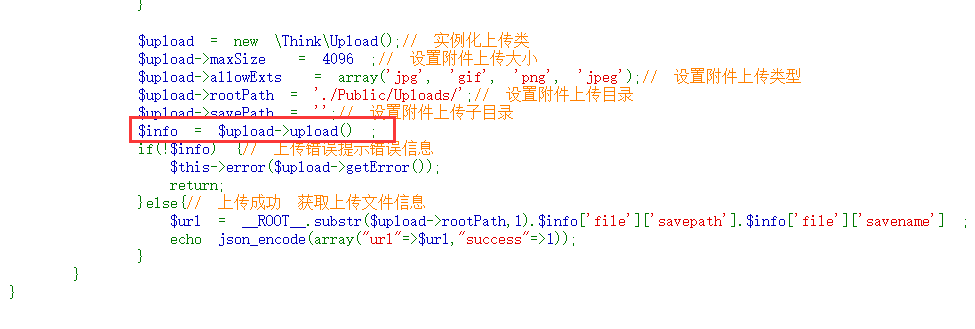 }
$upload = new \Think\Upload();// 实例化上传类
$upload->maxSize = 4096 ;// 设置附件上传大小
$upload->allowExts = array('jpg', 'gif', 'png', 'jpeg');// 设置附件上传类型
$upload->rootPath = './Public/Uploads/';// 设置附件上传目录
$upload->savePath = '';// 设置附件上传子目录
$info = $upload->upload() ;
if(!$info) {// 上传错误提示错误信息
$this->error($upload->getError());
return;
}else{// 上传成功 获取上传文件信息
$url = __ROOT__.substr($upload->rootPath,1).$info['file']['savepath'].$info['file']['savename'] ;
echo json_encode(array("url"=>$url,"success"=>1));
}
}
}